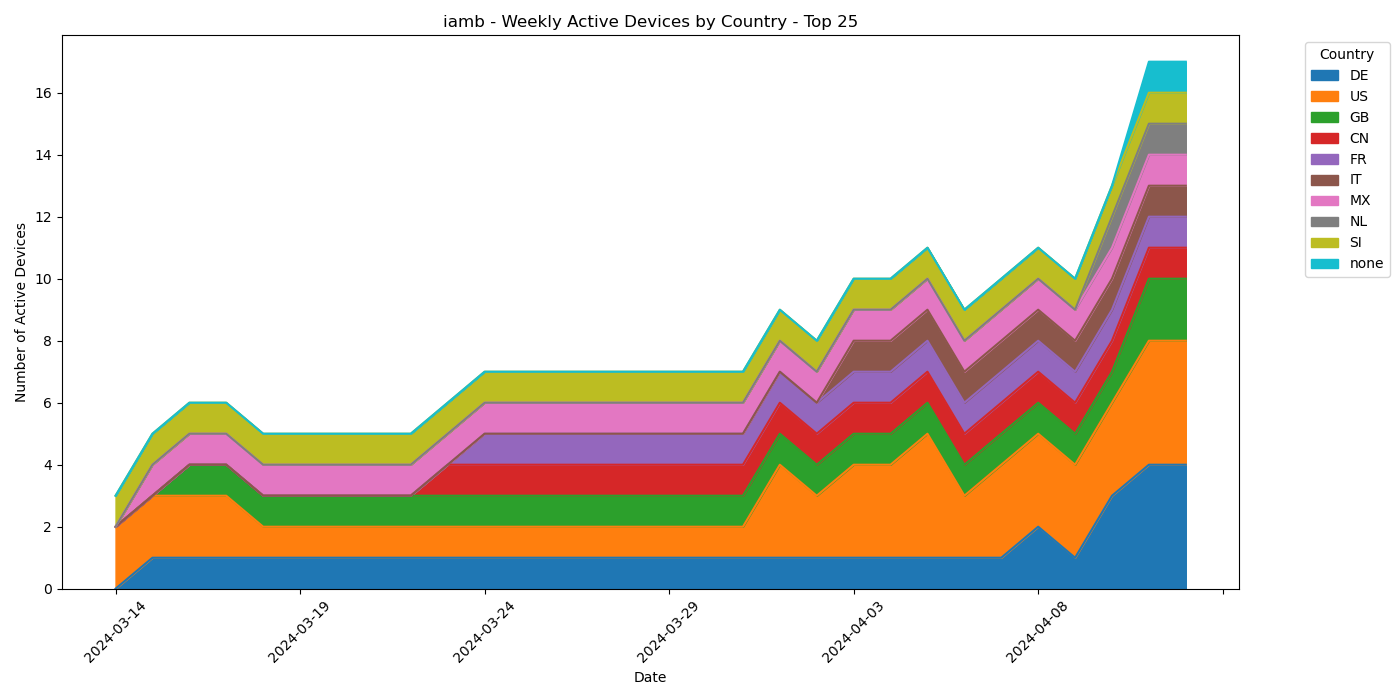 iamb - Weekly Active Devices by Country - Top 25
Number of Active Devices
16
14
12
10
8
6
4
2
0
2024-03-14
2024-03-19
2024-03-24
2024-03-29
2024-04-03
2024-04-08
Date
Country
DE
US
GB
CN
FR
IT
MX
NL
SI
none